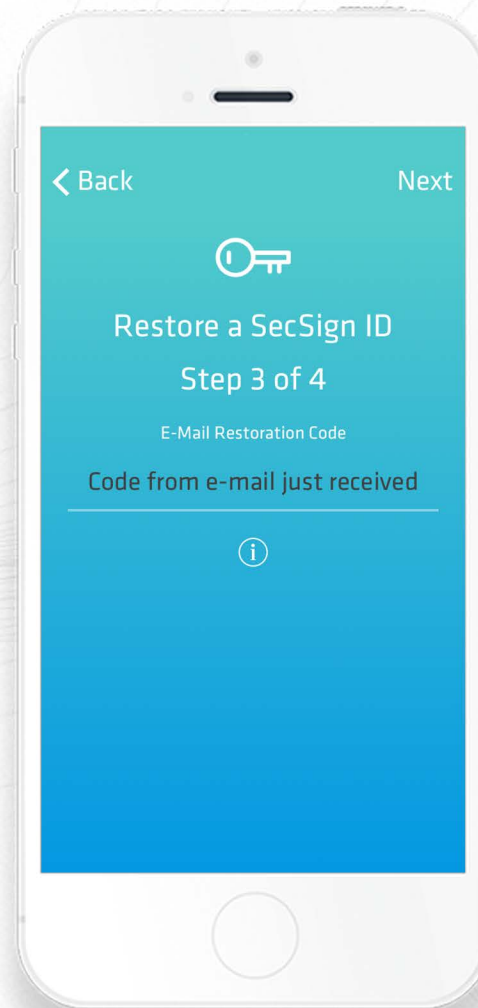 Back
Next
Restore a SecSign ID
Step 3 of 4
E-Mail Restoration Code
Code from e-mail just received
i